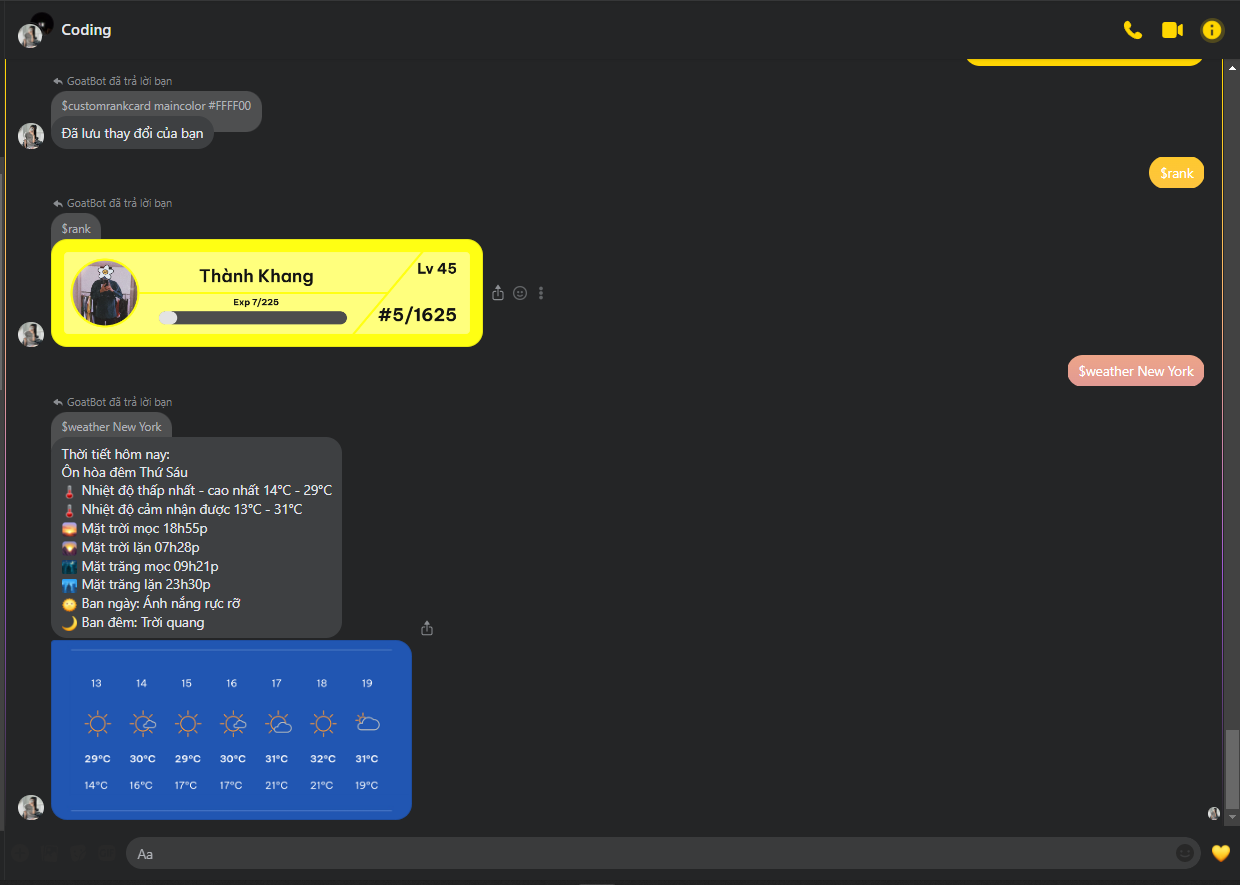 Coding
GoatBot đã trả lời bạn
$customrankcard maincolor #FFFF00
Đã lưu thay đổi của bạn
$rank
GoatBot đã trả lời bạn
$rank
Thành Khang
Lv 45
Exp 7/225
#5/1625
$weather New York
GoatBot đã trả lời bạn
$weather New York
Thời tiết hôm nay:
Ôn hòa đêm Thứ Sáu
Nhiệt độ thấp nhất - cao nhất 14°C - 29°C
Nhiệt độ cảm nhận được 13°C - 31°C
Mặt trời mọc 18h55p
Mặt trời lặn 07h28p
Mặt trăng mọc 09h21p
Mặt trăng lặn 23h30p
Ban ngày: Ánh nắng rực rỡ
Ban đêm: Trời quang
13 14 15 16 17 18 19
29°C 30°C 29°C 30°C 31°C 32°C 31°C
14°C 16°C 17°C 17°C 21°C 21°C 19°C
Aa